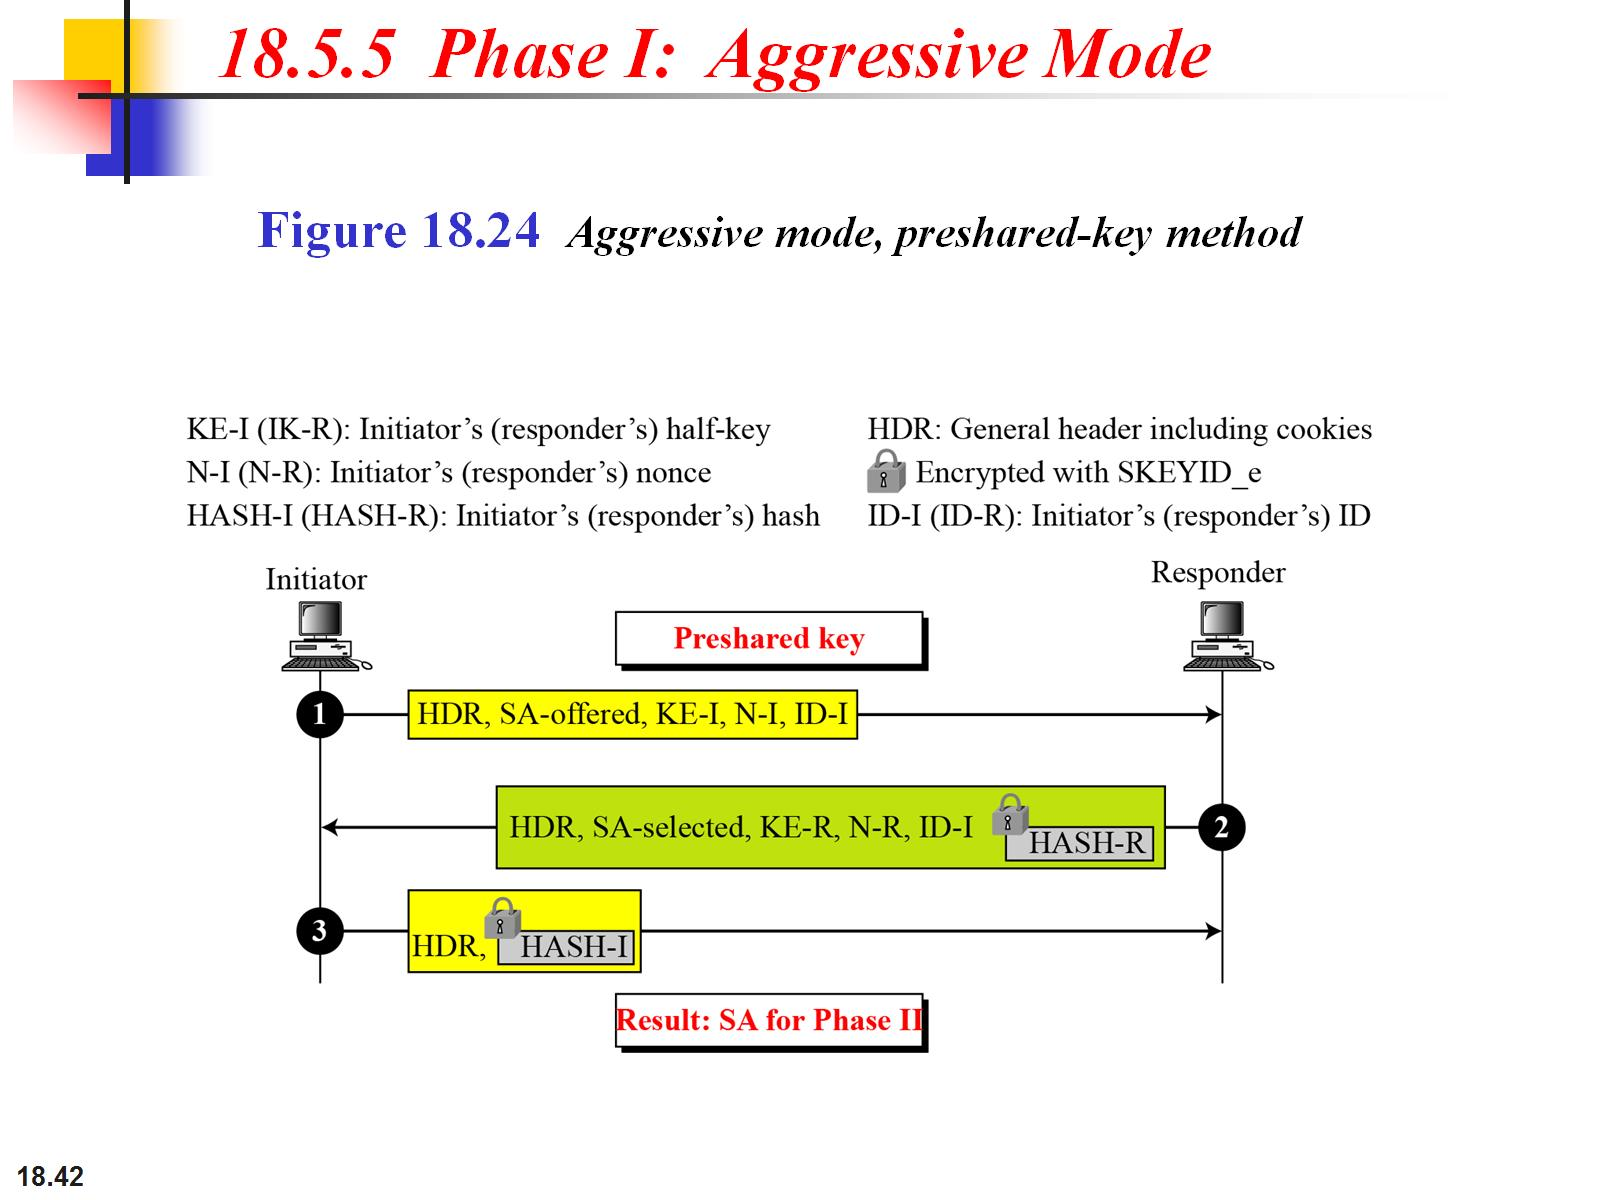 18.5.5 Phase I: Aggressive Mode
Figure 18.24 Aggressive mode, preshared-key method
KE-I (IK-R): Initiator’s (responder’s) half-key
N-I (N-R): Initiator’s (responder’s) nonce
HASH-I (HASH-R): Initiator’s (responder’s) hash
HDR: General header including cookies
Encrypted with SKEYID_e
ID-I (ID-R): Initiator’s (responder’s) ID
Initiator
Responder
Preshared key
1
HDR, SA-offered, KE-I, N-I, ID-I
HDR, SA-selected, KE-R, N-R, ID-I
HASH-R
2
3
HDR,
HASH-I
Result: SA for Phase II
18.42